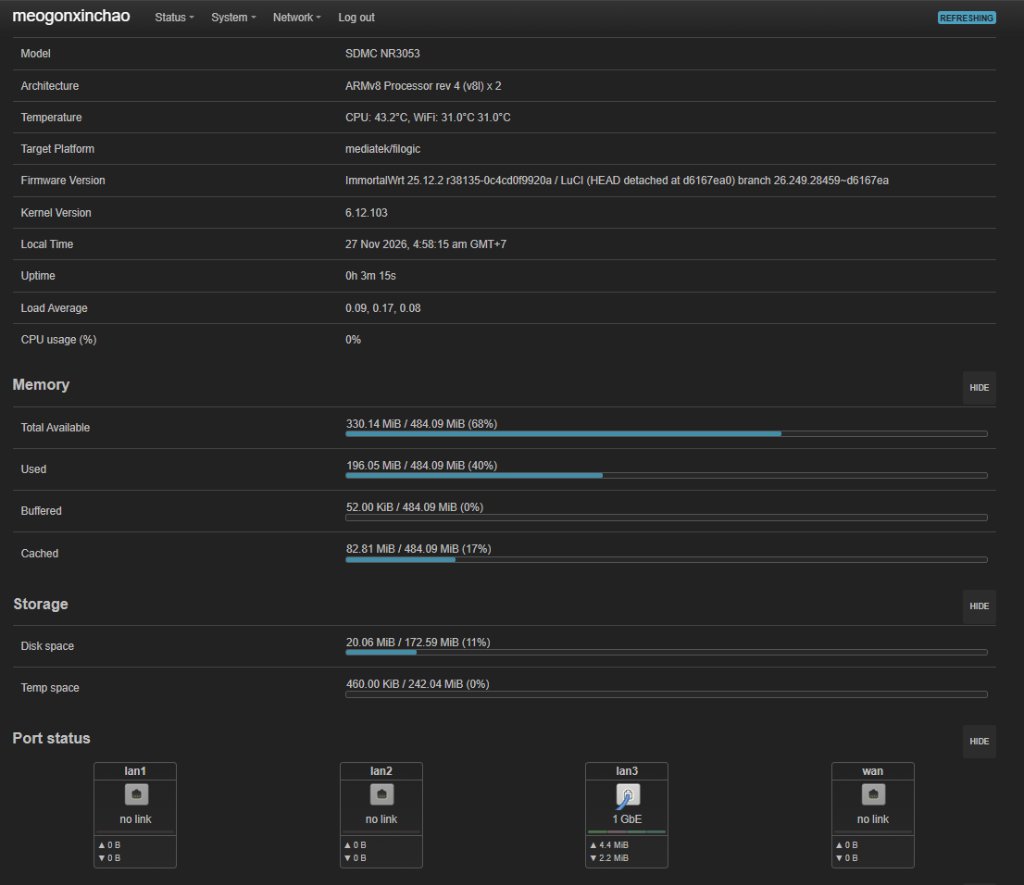 meogonxinchao Status System Network Log out REFRESHING
Model SDMC NR3053
Architecture ARMv8 Processor rev 4 (v8l) x 2
Temperature CPU: 43.2°C, WiFi: 31.0°C 31.0°C
Target Platform mediatek/filogic
Firmware Version ImmortalWrt 25.12.2 r38135-0c4cd0f9920a / LuCI (HEAD detached at d6167ea0) branch 26.249.28459~d6167ea
Kernel Version 6.12.103
Local Time 27 Nov 2026, 4:58:15 am GMT+7
Uptime 0h 3m 15s
Load Average 0.09, 0.17, 0.08
CPU usage (%) 0%
Memory HIDE
Total Available 330.14 MiB / 484.09 MiB (68%)
Used 196.05 MiB / 484.09 MiB (40%)
Buffered 52.00 KiB / 484.09 MiB (0%)
Cached 82.81 MiB / 484.09 MiB (17%)
Storage HIDE
Disk space 20.06 MiB / 172.59 MiB (11%)
Temp space 460.00 KiB / 242.04 MiB (0%)
Port status HIDE
lan1 lan2 lan3 wan
no link no link 1 GbE no link
▲ 0 B ▲ 0 B ▲ 4.4 MiB ▲ 0 B
▼ 0 B ▼ 0 B ▼ 2.2 MiB ▼ 0 B